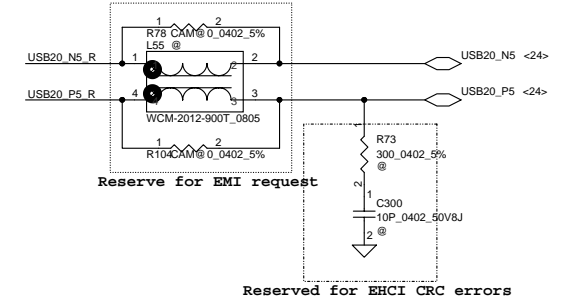 1 2
R78 CAM@ 0_0402_5%
L55 @
USB20_N5_R 1 2 2 USB20_N5 <24>
USB20_P5_R 4 3 3 USB20_P5 <24>
WCM-2012-900T_0805
1 2
R104CAM@ 0_0402_5%
Reserve for EMI request
1
R73
300_0402_5%
@
2
1
C300
10P_0402_50V8J
@
2
Reserved for EHCI CRC errors